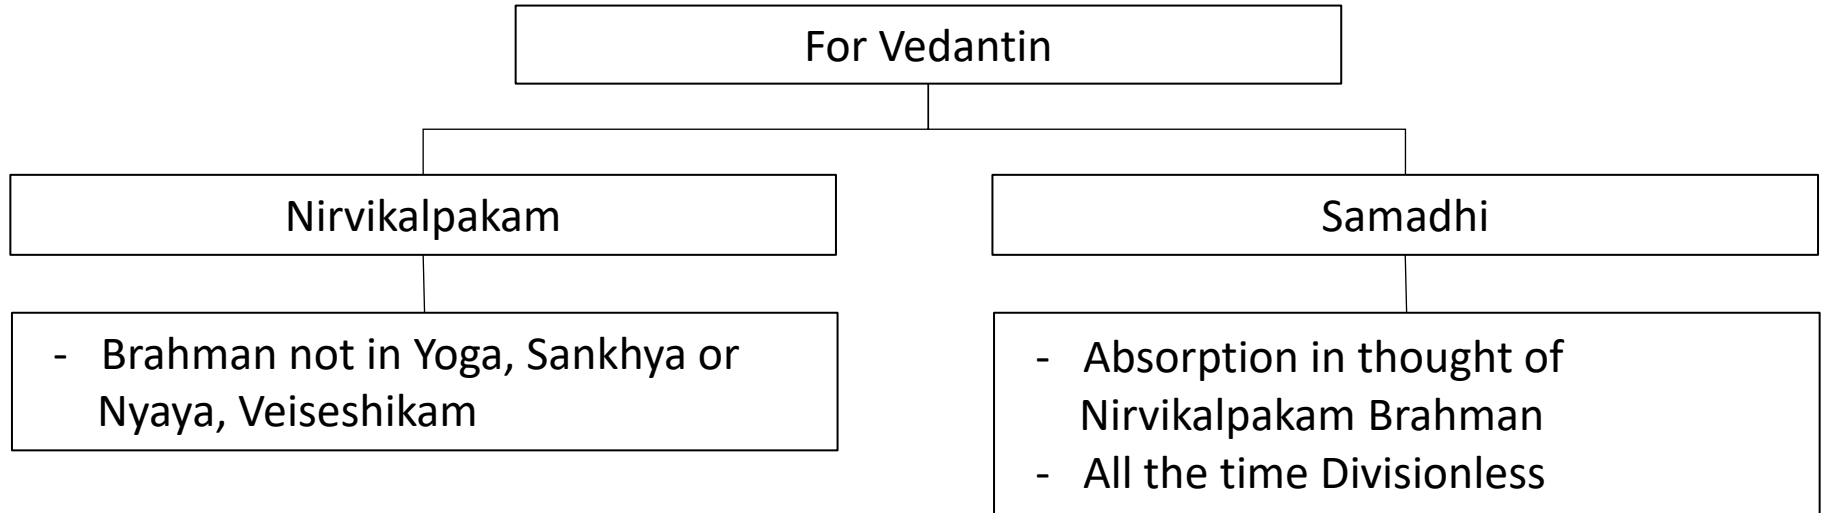 For Vedantin
Nirvikalpakam
Samadhi
- Brahman not in Yoga, Sankhya or
Nyaya, Veiseshikam
- Absorption in thought of
Nirvikalpakam Brahman
- All the time Divisionless